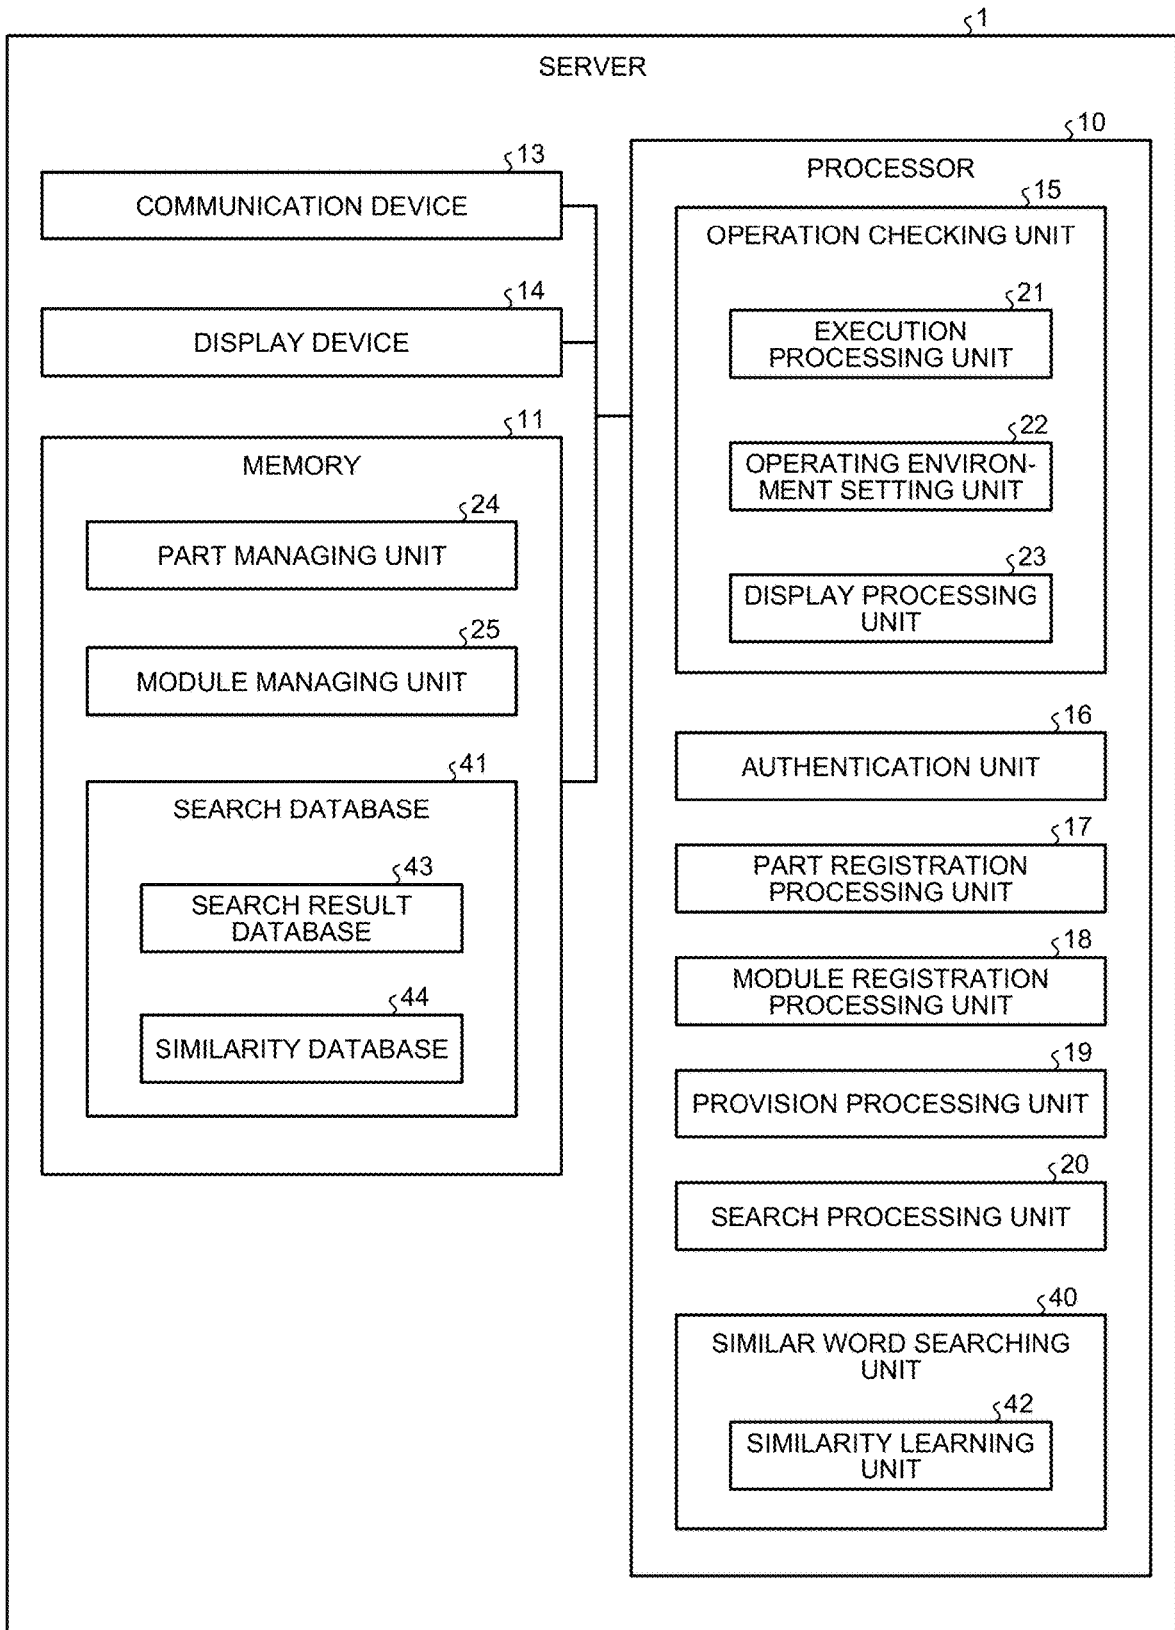 1
SERVER
13
COMMUNICATION DEVICE
14
DISPLAY DEVICE
11
MEMORY
24
PART MANAGING UNIT
25
MODULE MANAGING UNIT
41
SEARCH DATABASE
43
SEARCH RESULT
DATABASE
44
SIMILARITY DATABASE
10
PROCESSOR
15
OPERATION CHECKING UNIT
21
EXECUTION
PROCESSING UNIT
22
OPERATING ENVIRON-
MENT SETTING UNIT
23
DISPLAY PROCESSING
UNIT
16
AUTHENTICATION UNIT
17
PART REGISTRATION
PROCESSING UNIT
18
MODULE REGISTRATION
PROCESSING UNIT
19
PROVISION PROCESSING UNIT
20
SEARCH PROCESSING UNIT
40
SIMILAR WORD SEARCHING
UNIT
42
SIMILARITY LEARNING
UNIT